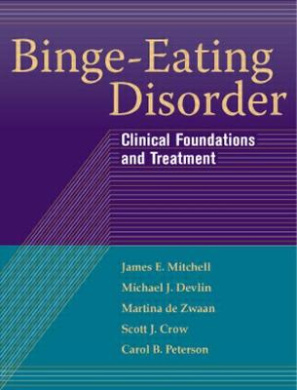 Binge-Eating
Disorder
Clinical Foundations
and Treatment
James E. Mitchell
Michael J. Devlin
Martina de Zwaan
Scott J. Crow
Carol B. Peterson